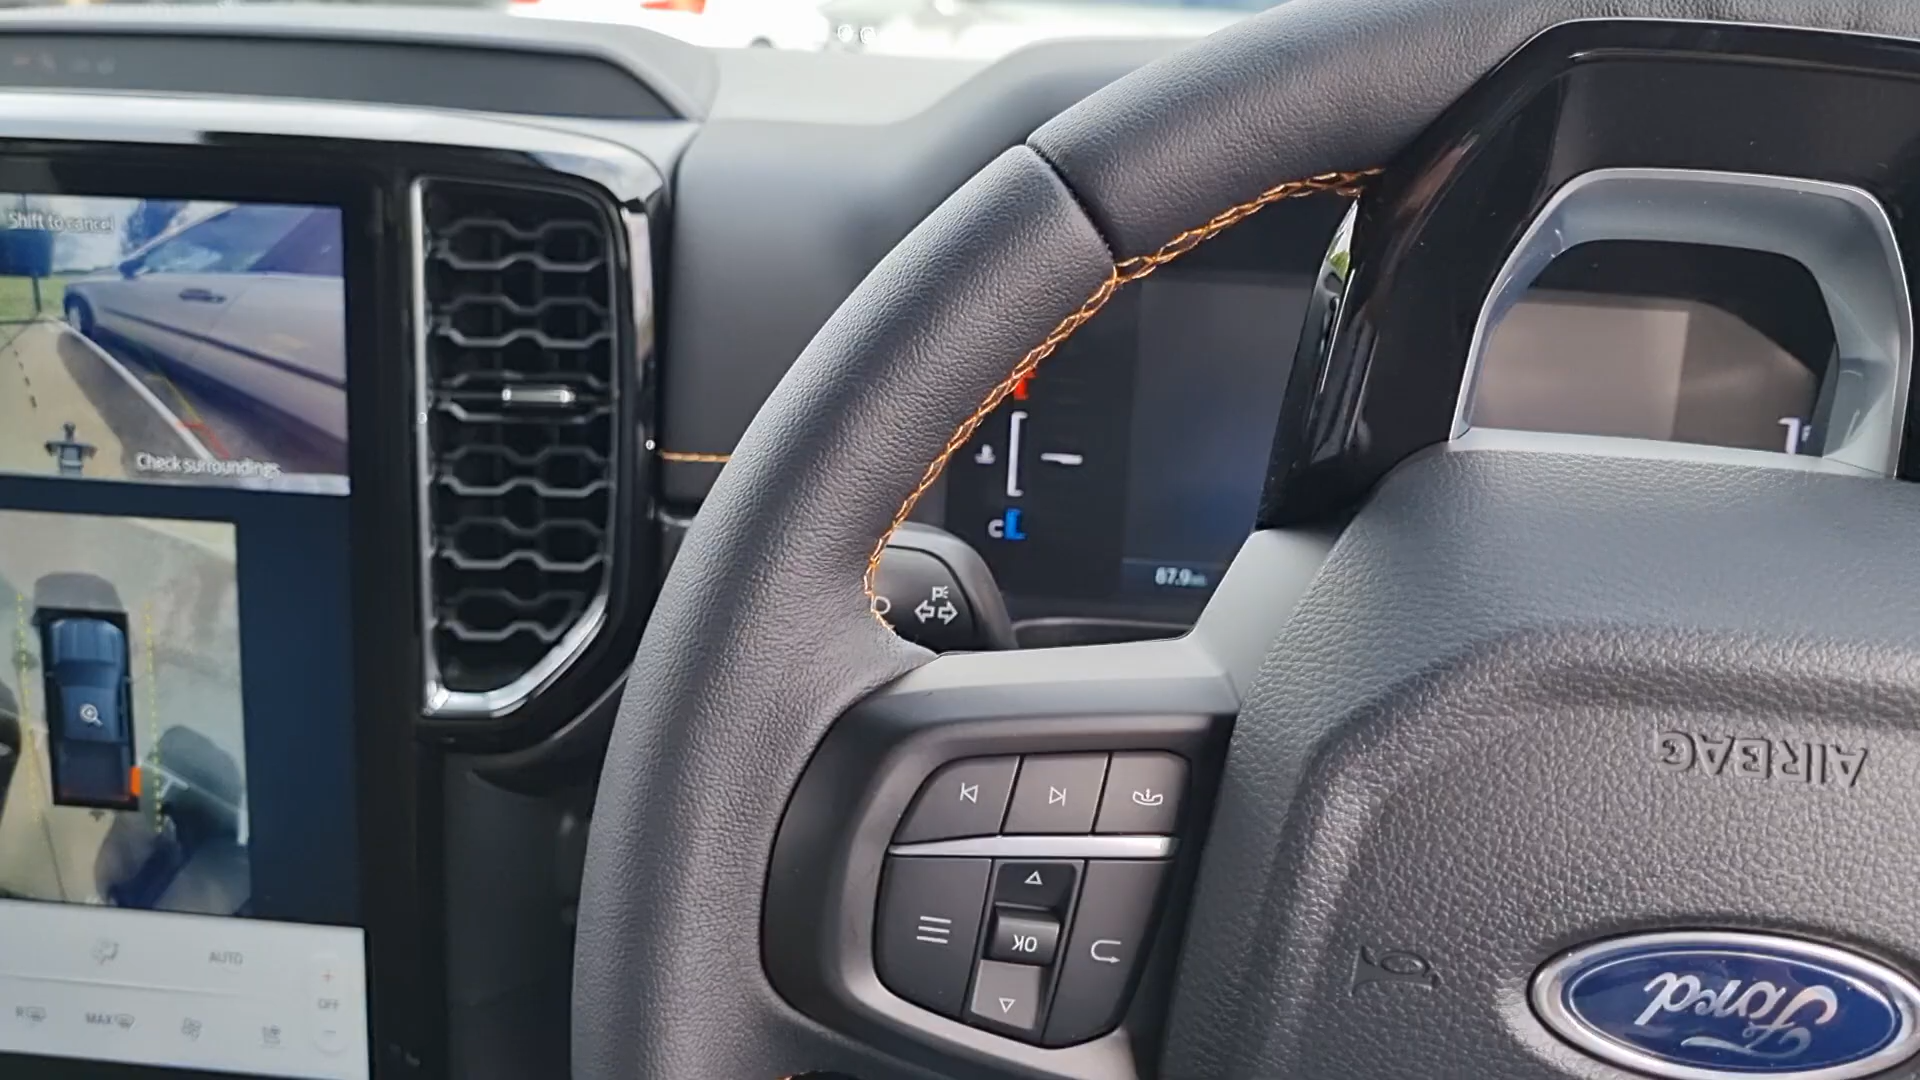 Shift to cancel
Check surroundings
C
67.9
P
AIRBAG
OK
Ford
AUTO
OFF
R
MAX